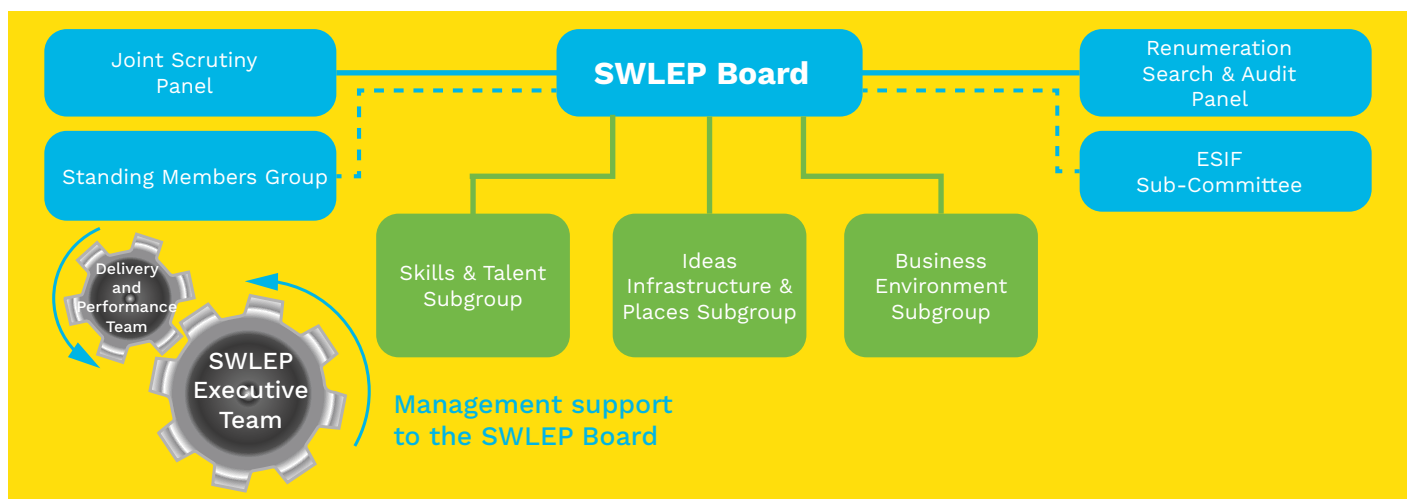 Joint Scrutiny
Panel
SWLEP Board
Renumeration
Search & Audit
Panel
Standing Members Group
ESIF
Sub-Committee
Skills & Talent
Subgroup
Ideas
Infrastructure &
Places Subgroup
Business
Environment
Subgroup
Delivery
and
Performance
Team
SWLEP
Executive
Team
Management support
to the SWLEP Board